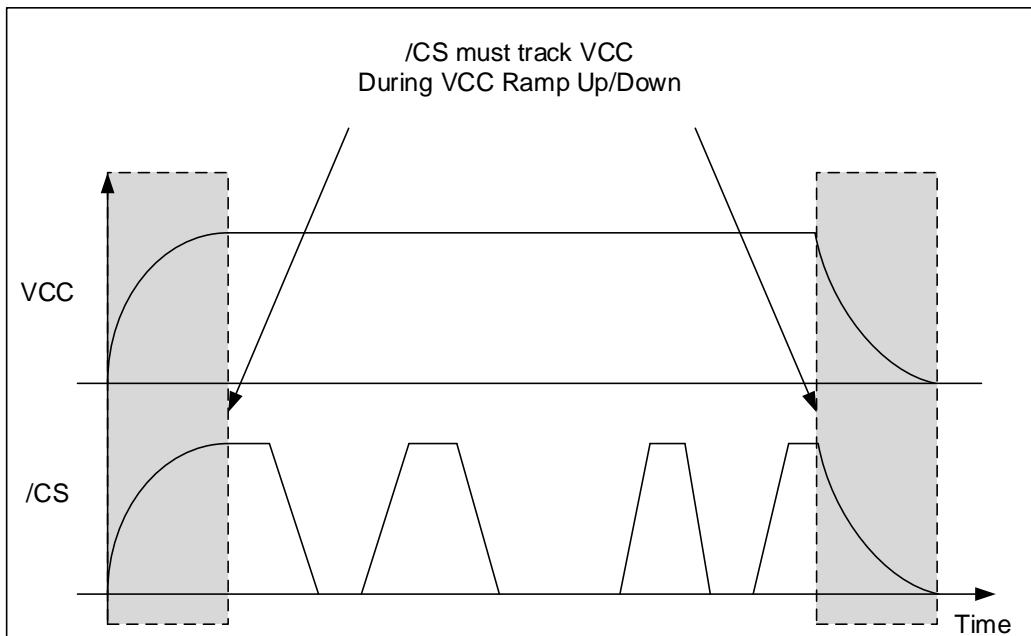 /CS must track VCC
During VCC Ramp Up/Down
VCC
/CS
Time